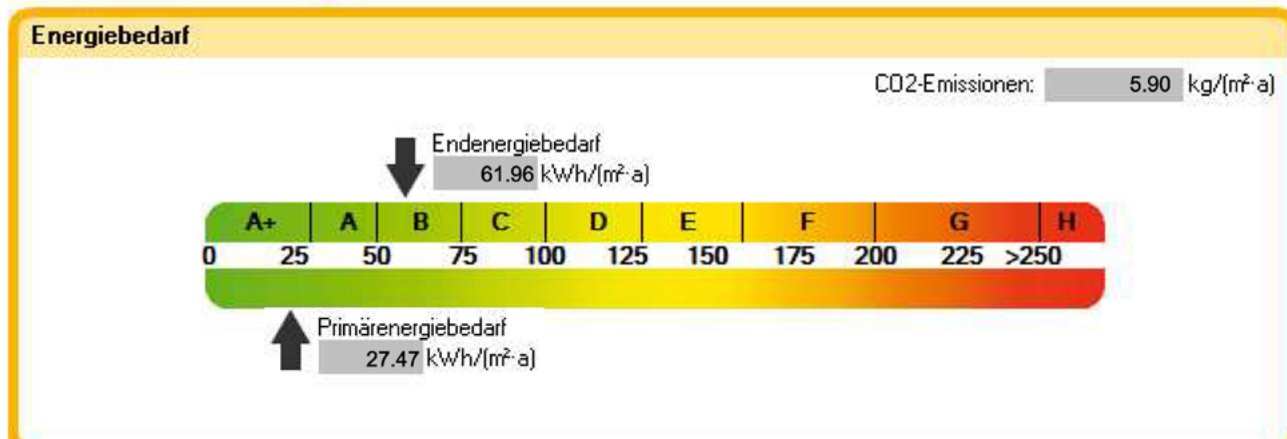 Energiebedarf
CO2-Emissionen: 5.90 kg/(m²·a)
Endenergiebedarf
61.96 kWh/(m²·a)
A+ A B C D E F G H
0 25 50 75 100 125 150 175 200 225 >250
Primärenergiebedarf
27.47 kWh/(m²·a)